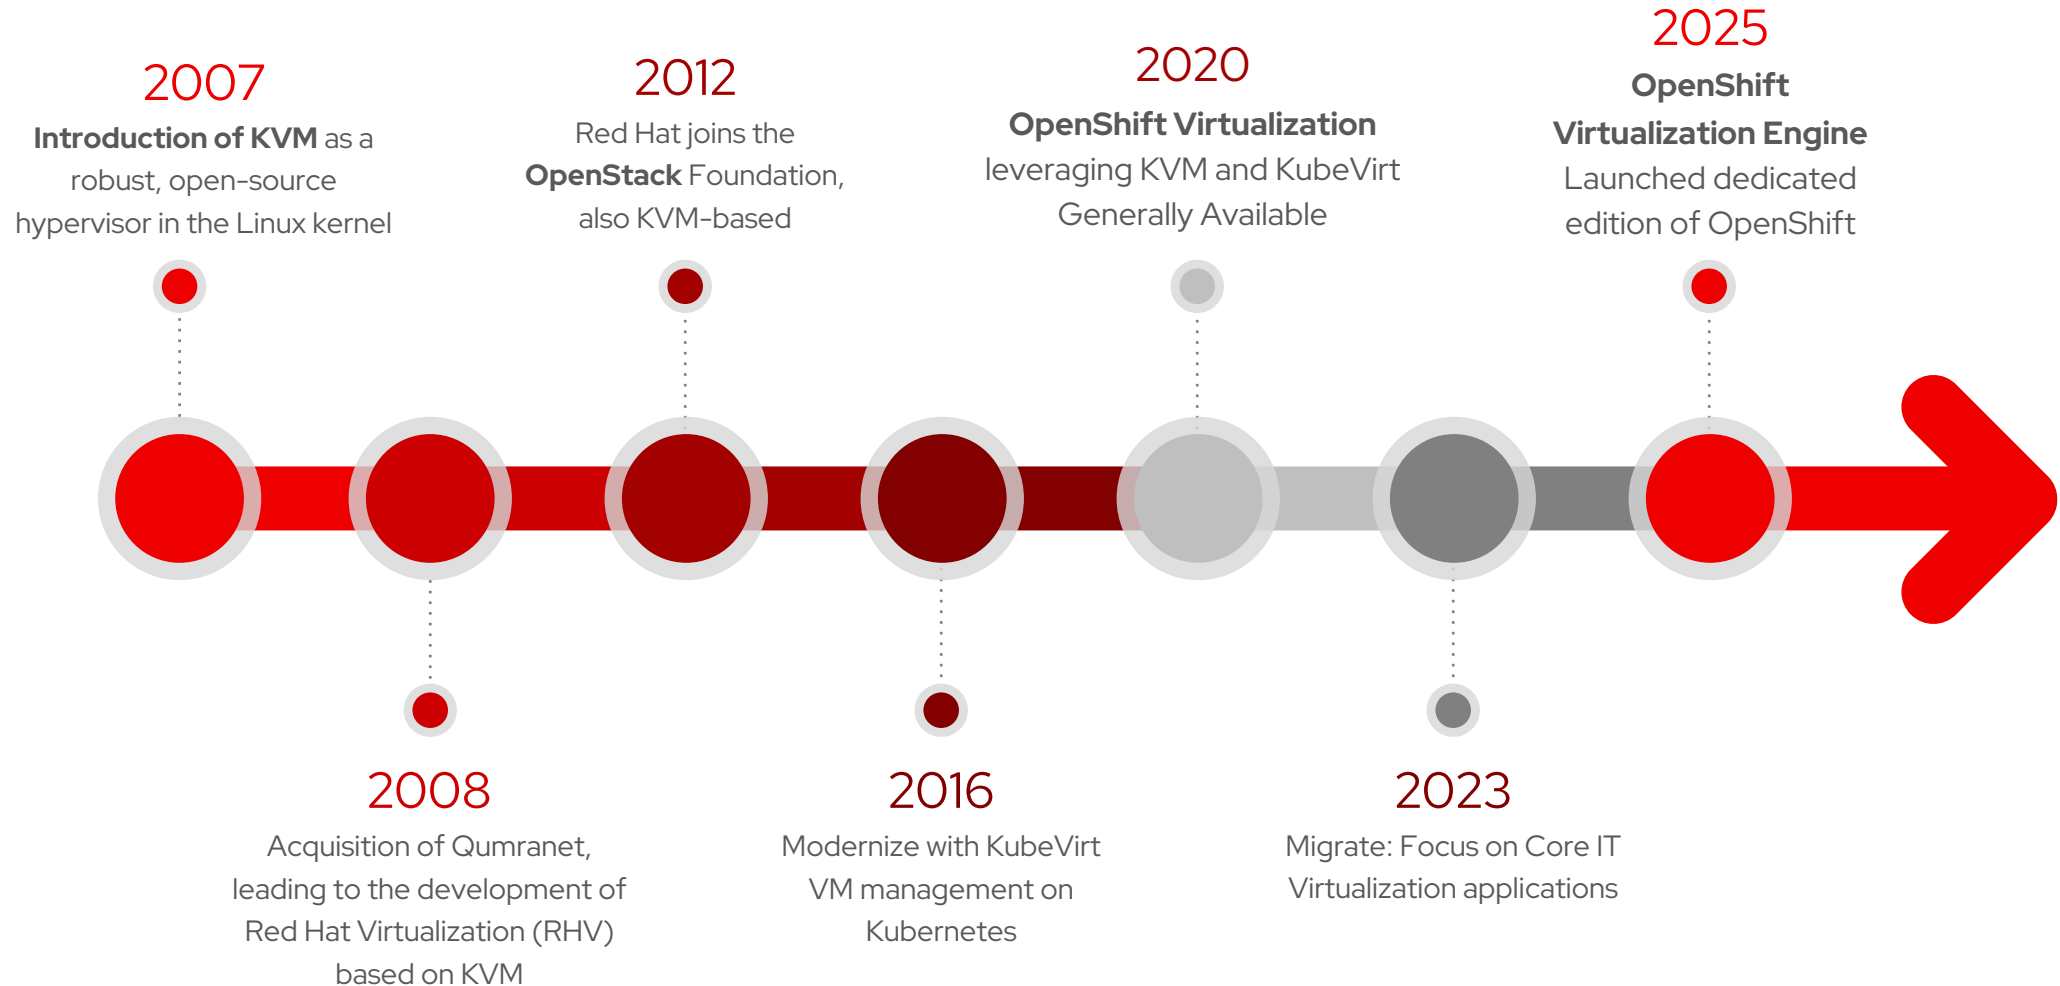 2007
Introduction of KVM as a
robust, open-source
hypervisor in the Linux kernel
2008
Acquisition of Qumranet,
leading to the development of
Red Hat Virtualization (RHV)
based on KVM
2012
Red Hat joins the
OpenStack Foundation,
also KVM-based
2016
Modernize with KubeVirt
VM management on
Kubernetes
2020
OpenShift Virtualization
leveraging KVM and KubeVirt
Generally Available
2023
Migrate: Focus on Core IT
Virtualization applications
2025
OpenShift
Virtualization Engine
Launched dedicated
edition of OpenShift